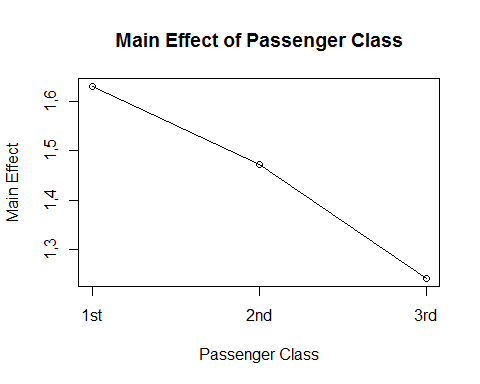 Main Effect of Passenger Class
1,6
1,5
1,4
1,3
Main Effect
1st 2nd 3rd
Passenger Class